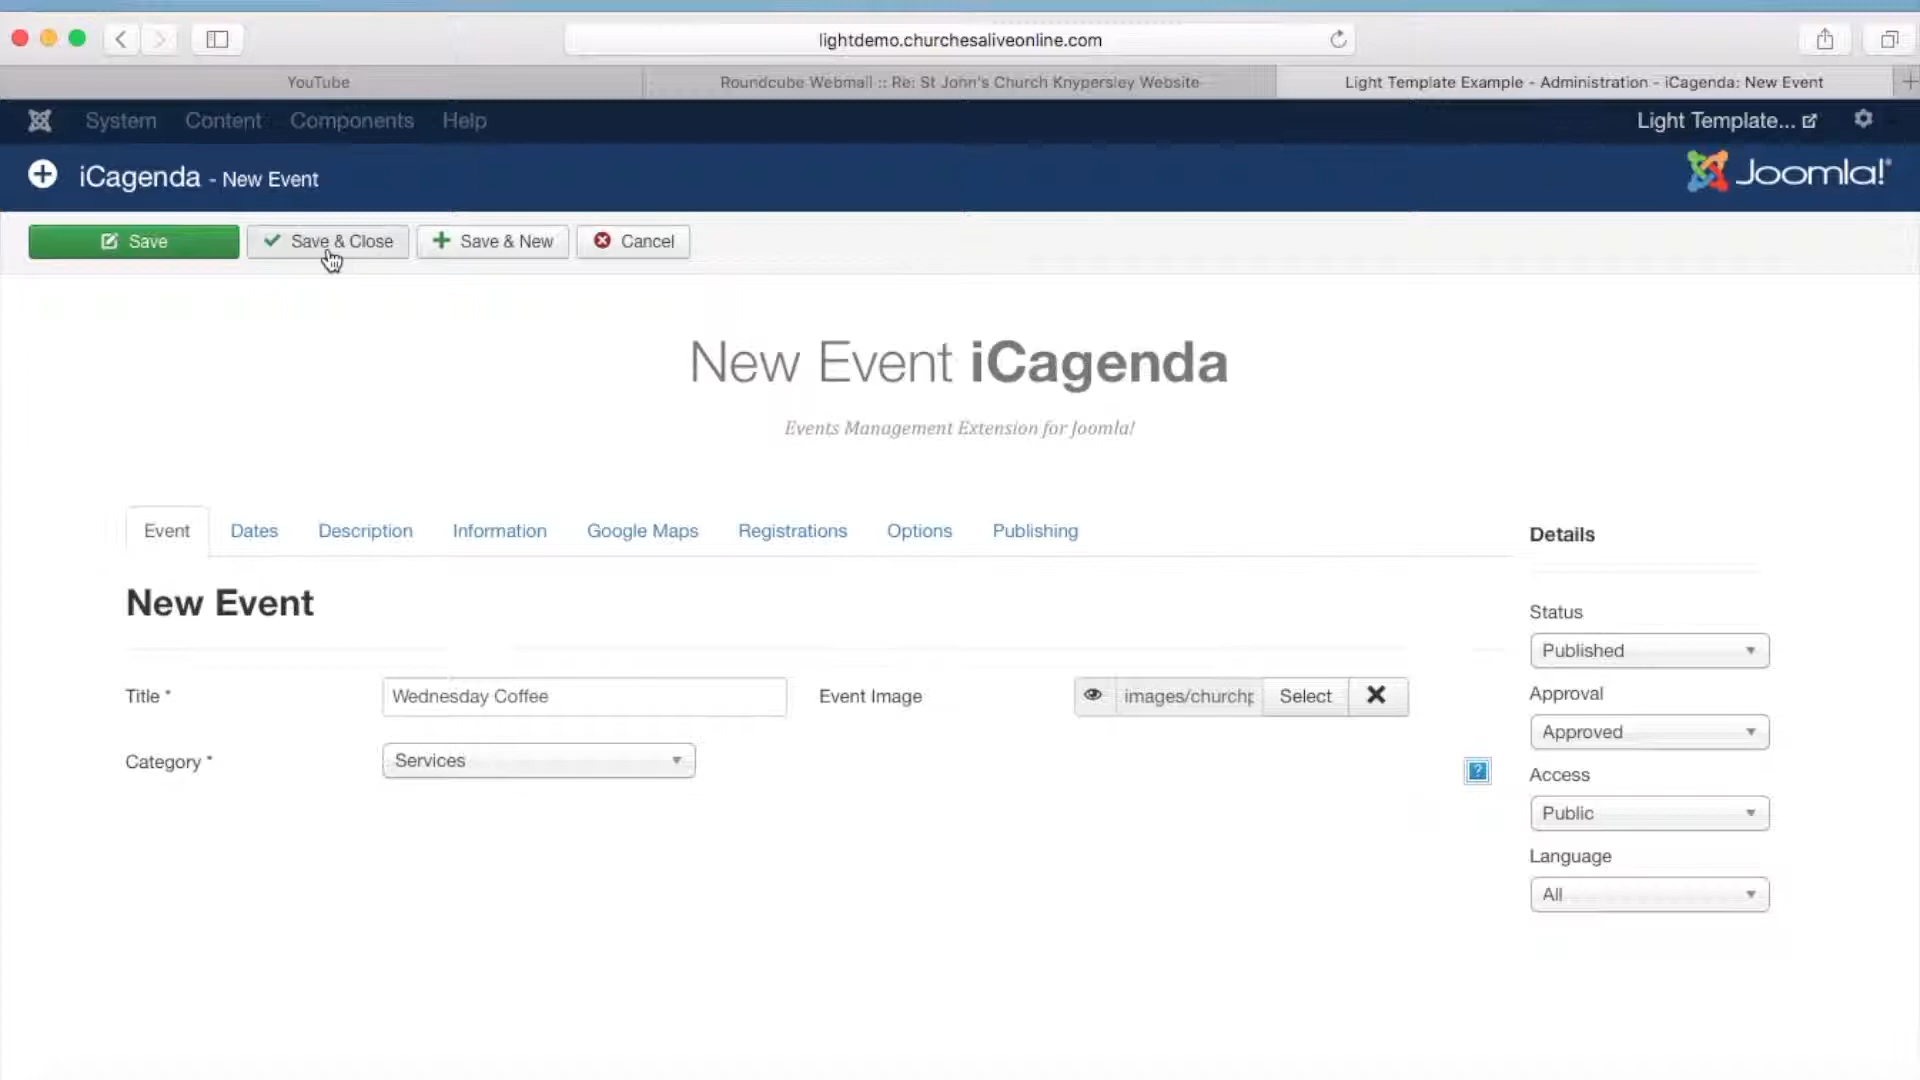 lightdemo.churchesaliveonline.com
YouTube
Roundcube Webmail :: Re: St John's Church Knypersley Website
Light Template Example - Administration - iCagenda: New Event
System Content Components Help
Light Template...
iCagenda - New Event
Joomla!
Save
Save & Close
Save & New
Cancel
New Event iCagenda
Events Management Extension for Joomla!
Event Dates Description Information Google Maps Registrations Options Publishing
Details
New Event
Status
Published
Title * Wednesday Coffee
Event Image images/churchp Select
Approval
Approved
Category * Services
?
Access
Public
Language
All